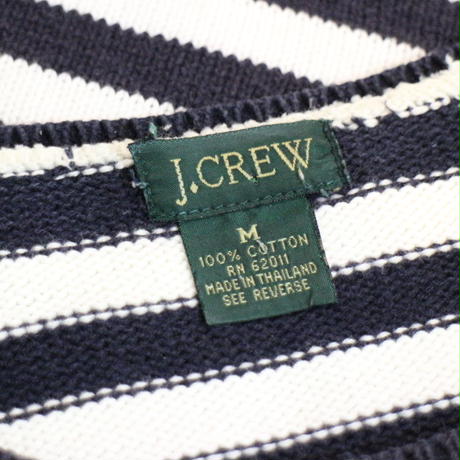 J.CREW
M
100% COTTON
RN 62011
MADE IN THAILAND
SEE REVERSE